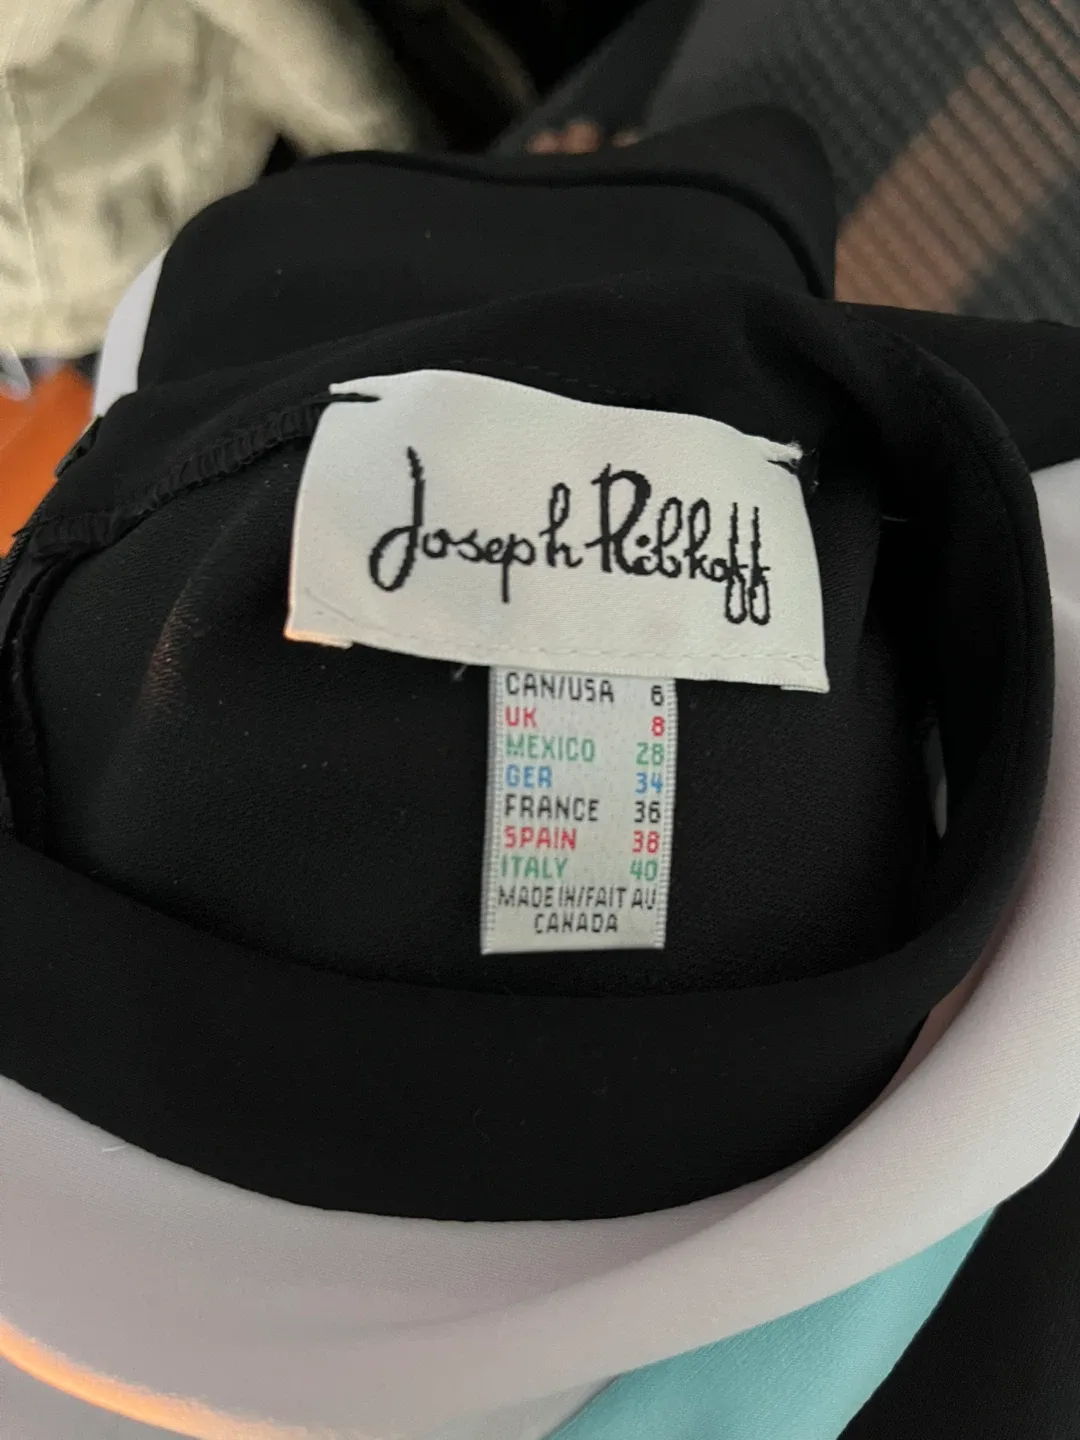 Joseph Ribkoff
CAN/USA 6
UK 8
MEXICO 28
GER 34
FRANCE 36
SPAIN 38
ITALY 40
MADE IN/FAIT AU
CANADA